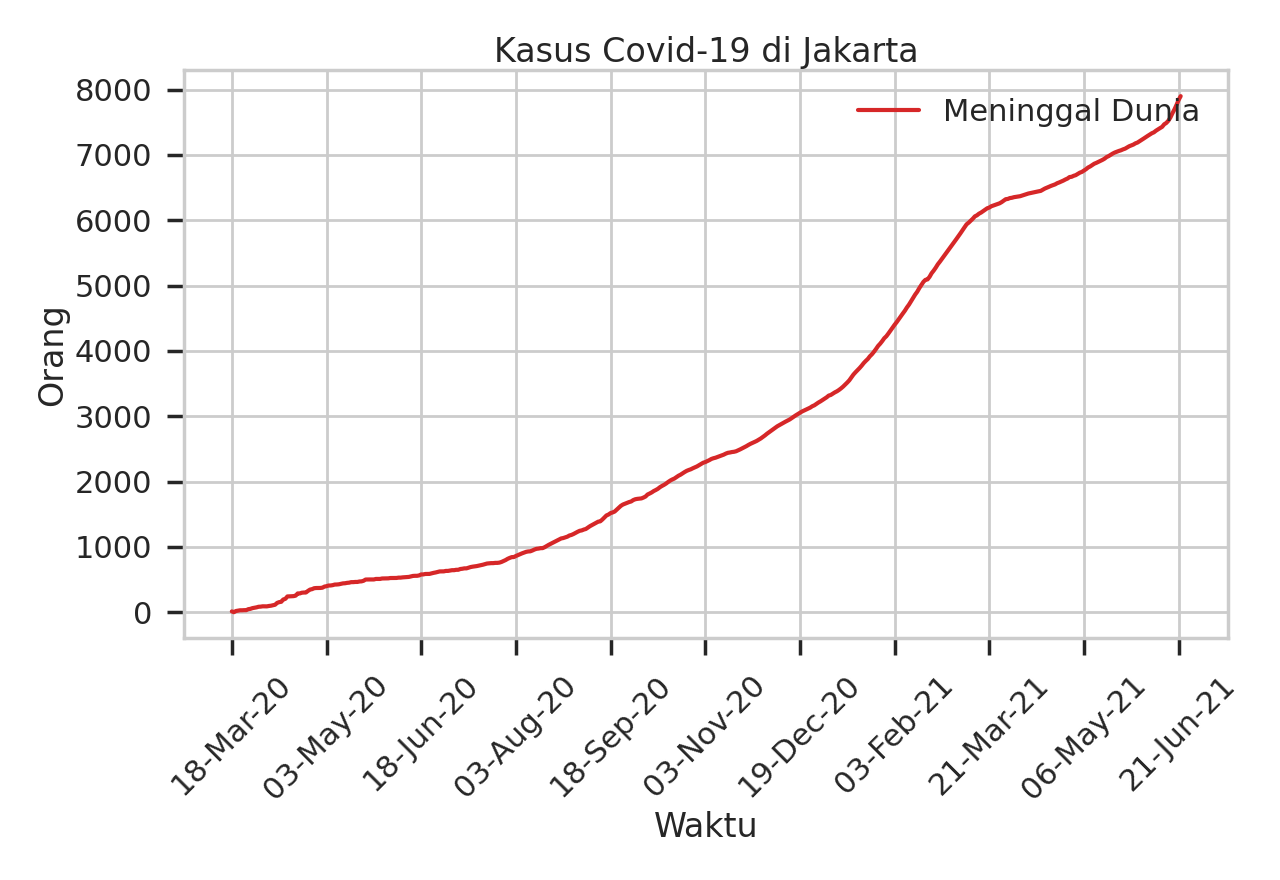 Kasus Covid-19 di Jakarta
Meninggal Dunia
8000
7000
6000
5000
4000
3000
2000
1000
0
Orang
18-Mar-20
03-May-20
18-Jun-20
03-Aug-20
18-Sep-20
03-Nov-20
19-Dec-20
03-Feb-21
21-Mar-21
06-May-21
21-Jun-21
Waktu